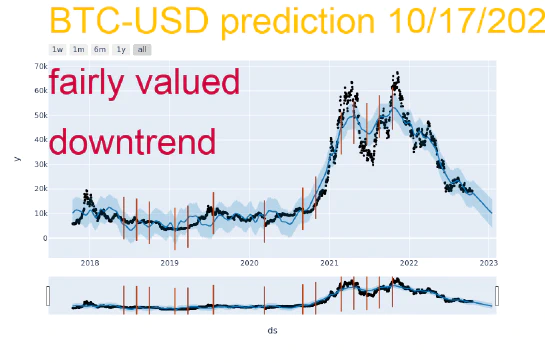 BTC-USD prediction 10/17/202
1w 1m 6m 1y all
70k
fairly valued
60k
50k
40k
downtrend
30k
20k
10k
0
y
2018 2019 2020 2021 2022 2023
ds